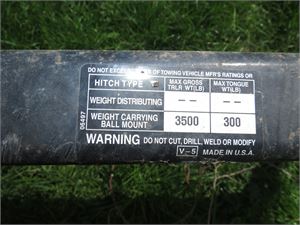 DO NOT EXCEED OF TOWING VEHICLE MFR'S RATINGS OR
HITCH TYPE MAX GROSS TRLR WT(LB) MAX TONGUE WT(LB)
WEIGHT DISTRIBUTING -- --
WEIGHT CARRYING BALL MOUNT 3500 300
06497
WARNING DO NOT CUT, DRILL, WELD OR MODIFY
V-5 MADE IN U.S.A.